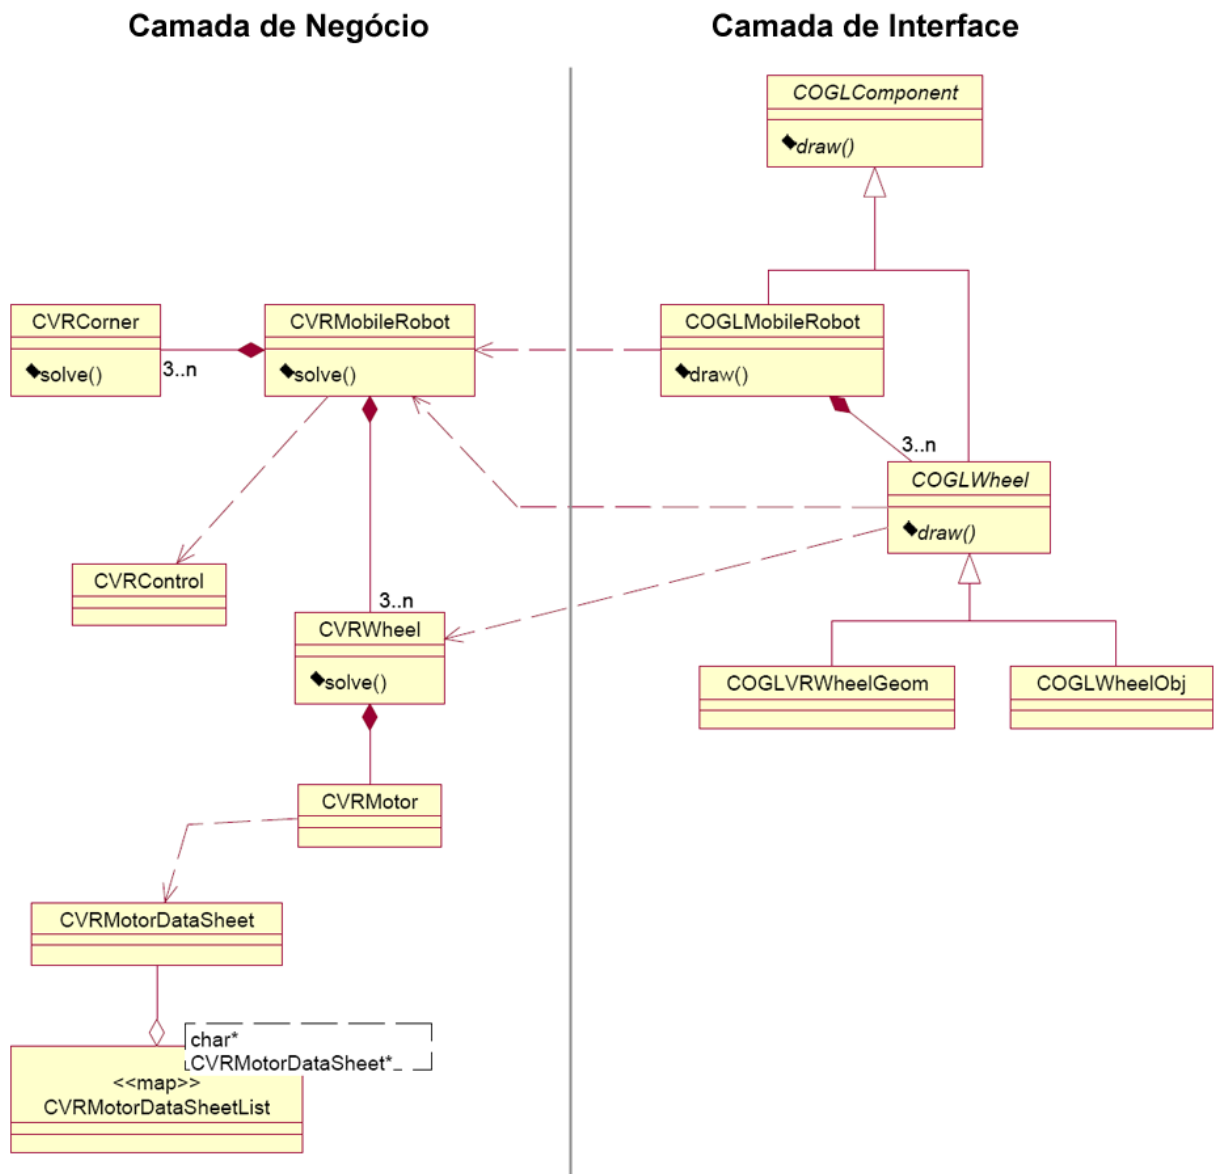 Camada de Negócio
Camada de Interface
COGLComponent
draw()
CVRCorner
solve()
3..n
CVRMobileRobot
solve()
COGLMobileRobot
draw()
3..n
COGLWheel
draw()
CVRControl
3..n
CVRWheel
solve()
COGLVRWheelGeom
COGLWheelObj
CVRMotor
CVRMotorDataSheet
char*
CVRMotorDataSheet*
<<map>>
CVRMotorDataSheetList